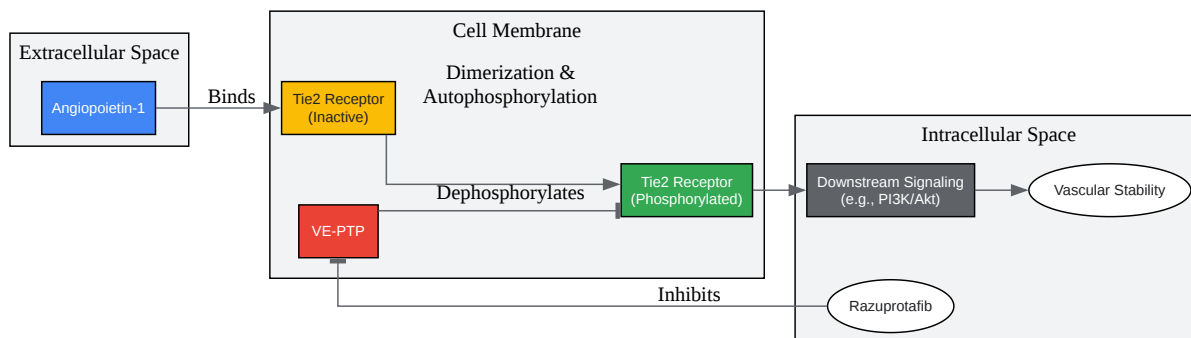 Cell Membrane
Extracellular Space
Dimerization &
Autophosphorylation
Angiopoietin-1
Binds
Tie2 Receptor
(Inactive)
Intracellular Space
Dephosphorylates
Tie2 Receptor
(Phosphorylated)
Downstream Signaling
(e.g., PI3K/Akt)
Vascular Stability
VE-PTP
Inhibits
Razuprotafib